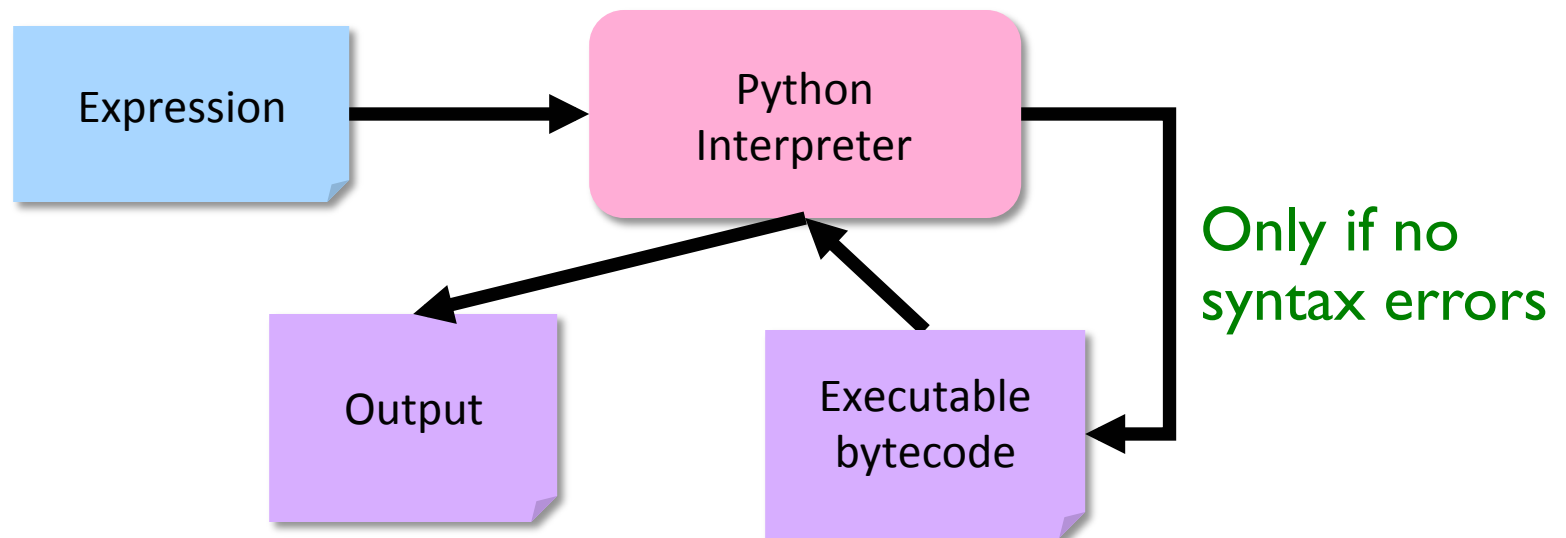 Expression
Python
Interpreter
Only if no
syntax errors
Output
Executable
bytecode